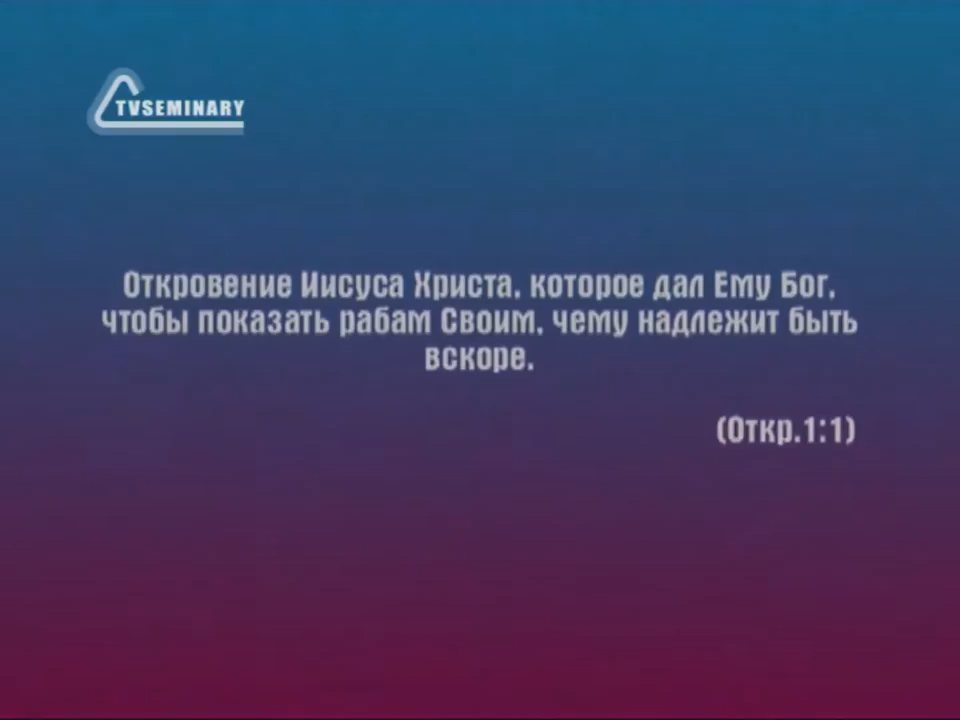 TVSEMINARY
Откровение Иисуса Христа, которое дал Ему Бог,
чтобы показать рабам Своим, чему надлежит быть
вскоре.
(Откр.1:1)